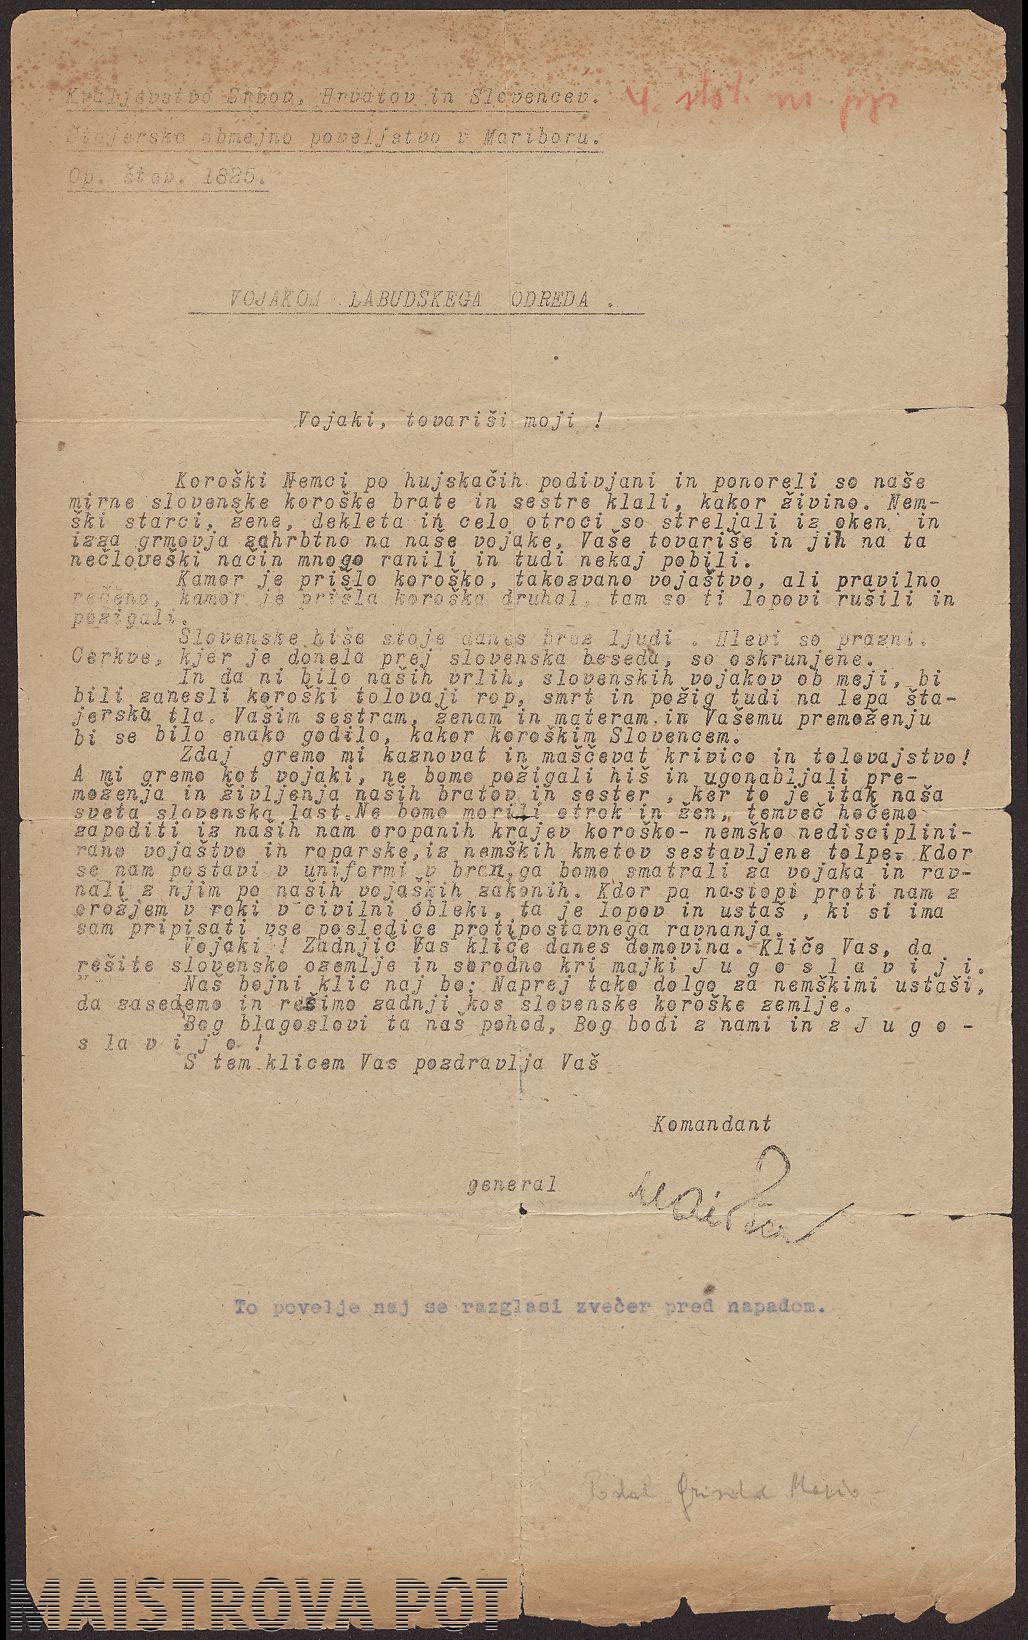 Kraljevstvo Srbov, Hrvatov in Slovencev.
4. stot. m. pp.
Štajersko obmejno poveljstvo v Mariboru.
Op. štev. 1825.
VOJAKOM LABUDSKEGA ODREDA .
Vojaki, tovariši moji !
Koroški Nemci po hujskačih podivjani in ponoreli so naše
mirne slovenske koroške brate in sestre klali, kakor živino. Nem-
ški starci, žene, dekleta in celo otroci so streljali iz oken in
izza grmovja zahrbtno na naše vojake, Vaše tovariše in jih na ta
nečloveški način mnogo ranili in tudi nekaj pobili.
Kamor je prišlo koroško, takozvano vojaštvo, ali pravilno
rečeno, kamor je prišla koroška druhal, tam so ti lopovi rušili in
požigali.
Slovenske hiše stoje danes brez ljudi . Hlevi so prazni.
Cerkve, kjer je donela prej slovenska beseda, so oskrunjene.
In da ni bilo naših vrlih, slovenskih vojakov ob meji, bi
bili zanesli koroški tolovaji rop, smrt in požig tudi na lepa šta-
jerska tla. Vašim sestram, ženam in materam in Vašemu premoženju
bi se bilo enako godilo, kakor koroškim Slovencem.
Zdaj gremo mi kaznovat in maščevat krivico in tolovajstvo!
A mi gremo kot vojaki, ne bomo požigali hiš in ugonabljali pre-
moženja in življenja naših bratov in sester , ker to je itak naša
sveta slovenska last. Ne bomo morili otrok in žen, temveč hočemo
zapoditi iz naših nam oropanih krajev koroško- nemško nedisciplini-
rano vojaštvo in roparske, iz nemških kmetov sestavljene tolpe. Kdor
se nam postavi v uniformi v bran, ga bomo smatrali za vojaka in rav-
nali z njim po naših vojaških zakonih. Kdor pa nastopi proti nam z
orožjem v roki v civilni obleki, ta je lopov in ustaš , ki si ima
sam pripisati vse posledice protipostavnega ravnanja.
Vojaki ! Zadnjič Vas kliče danes domovina. Kliče Vas, da
rešite slovensko ozemlje in sorodno kri majki J u g o s l a v i j i.
Naš bojni klic naj bo: Naprej tako dolgo za nemškimi ustaši,
da zasedemo in rešimo zadnji kos slovenske koroške zemlje.
Bog blagoslovi ta naš pohod, Bog bodi z nami in z J u g o -
s l a v i j o !
S tem klicem Vas pozdravlja Vaš
Komandant
general Maister
To povelje naj se razglasi zvečer pred napadom.
MAISTROVA POT